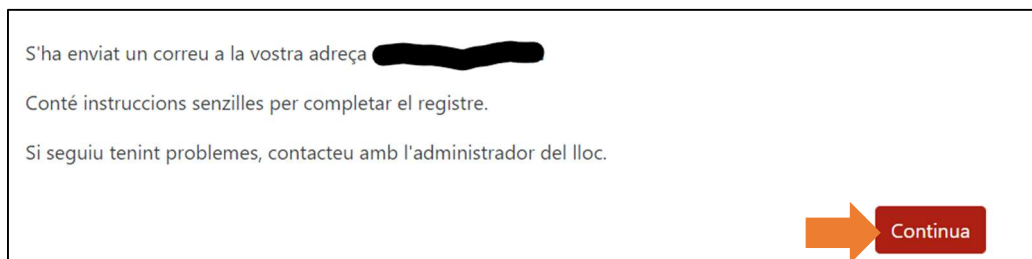 S'ha enviat un correu a la vostra adreça
Conté instruccions senzilles per completar el registre.
Si seguiu tenint problemes, contacteu amb l'administrador del lloc.
Continua